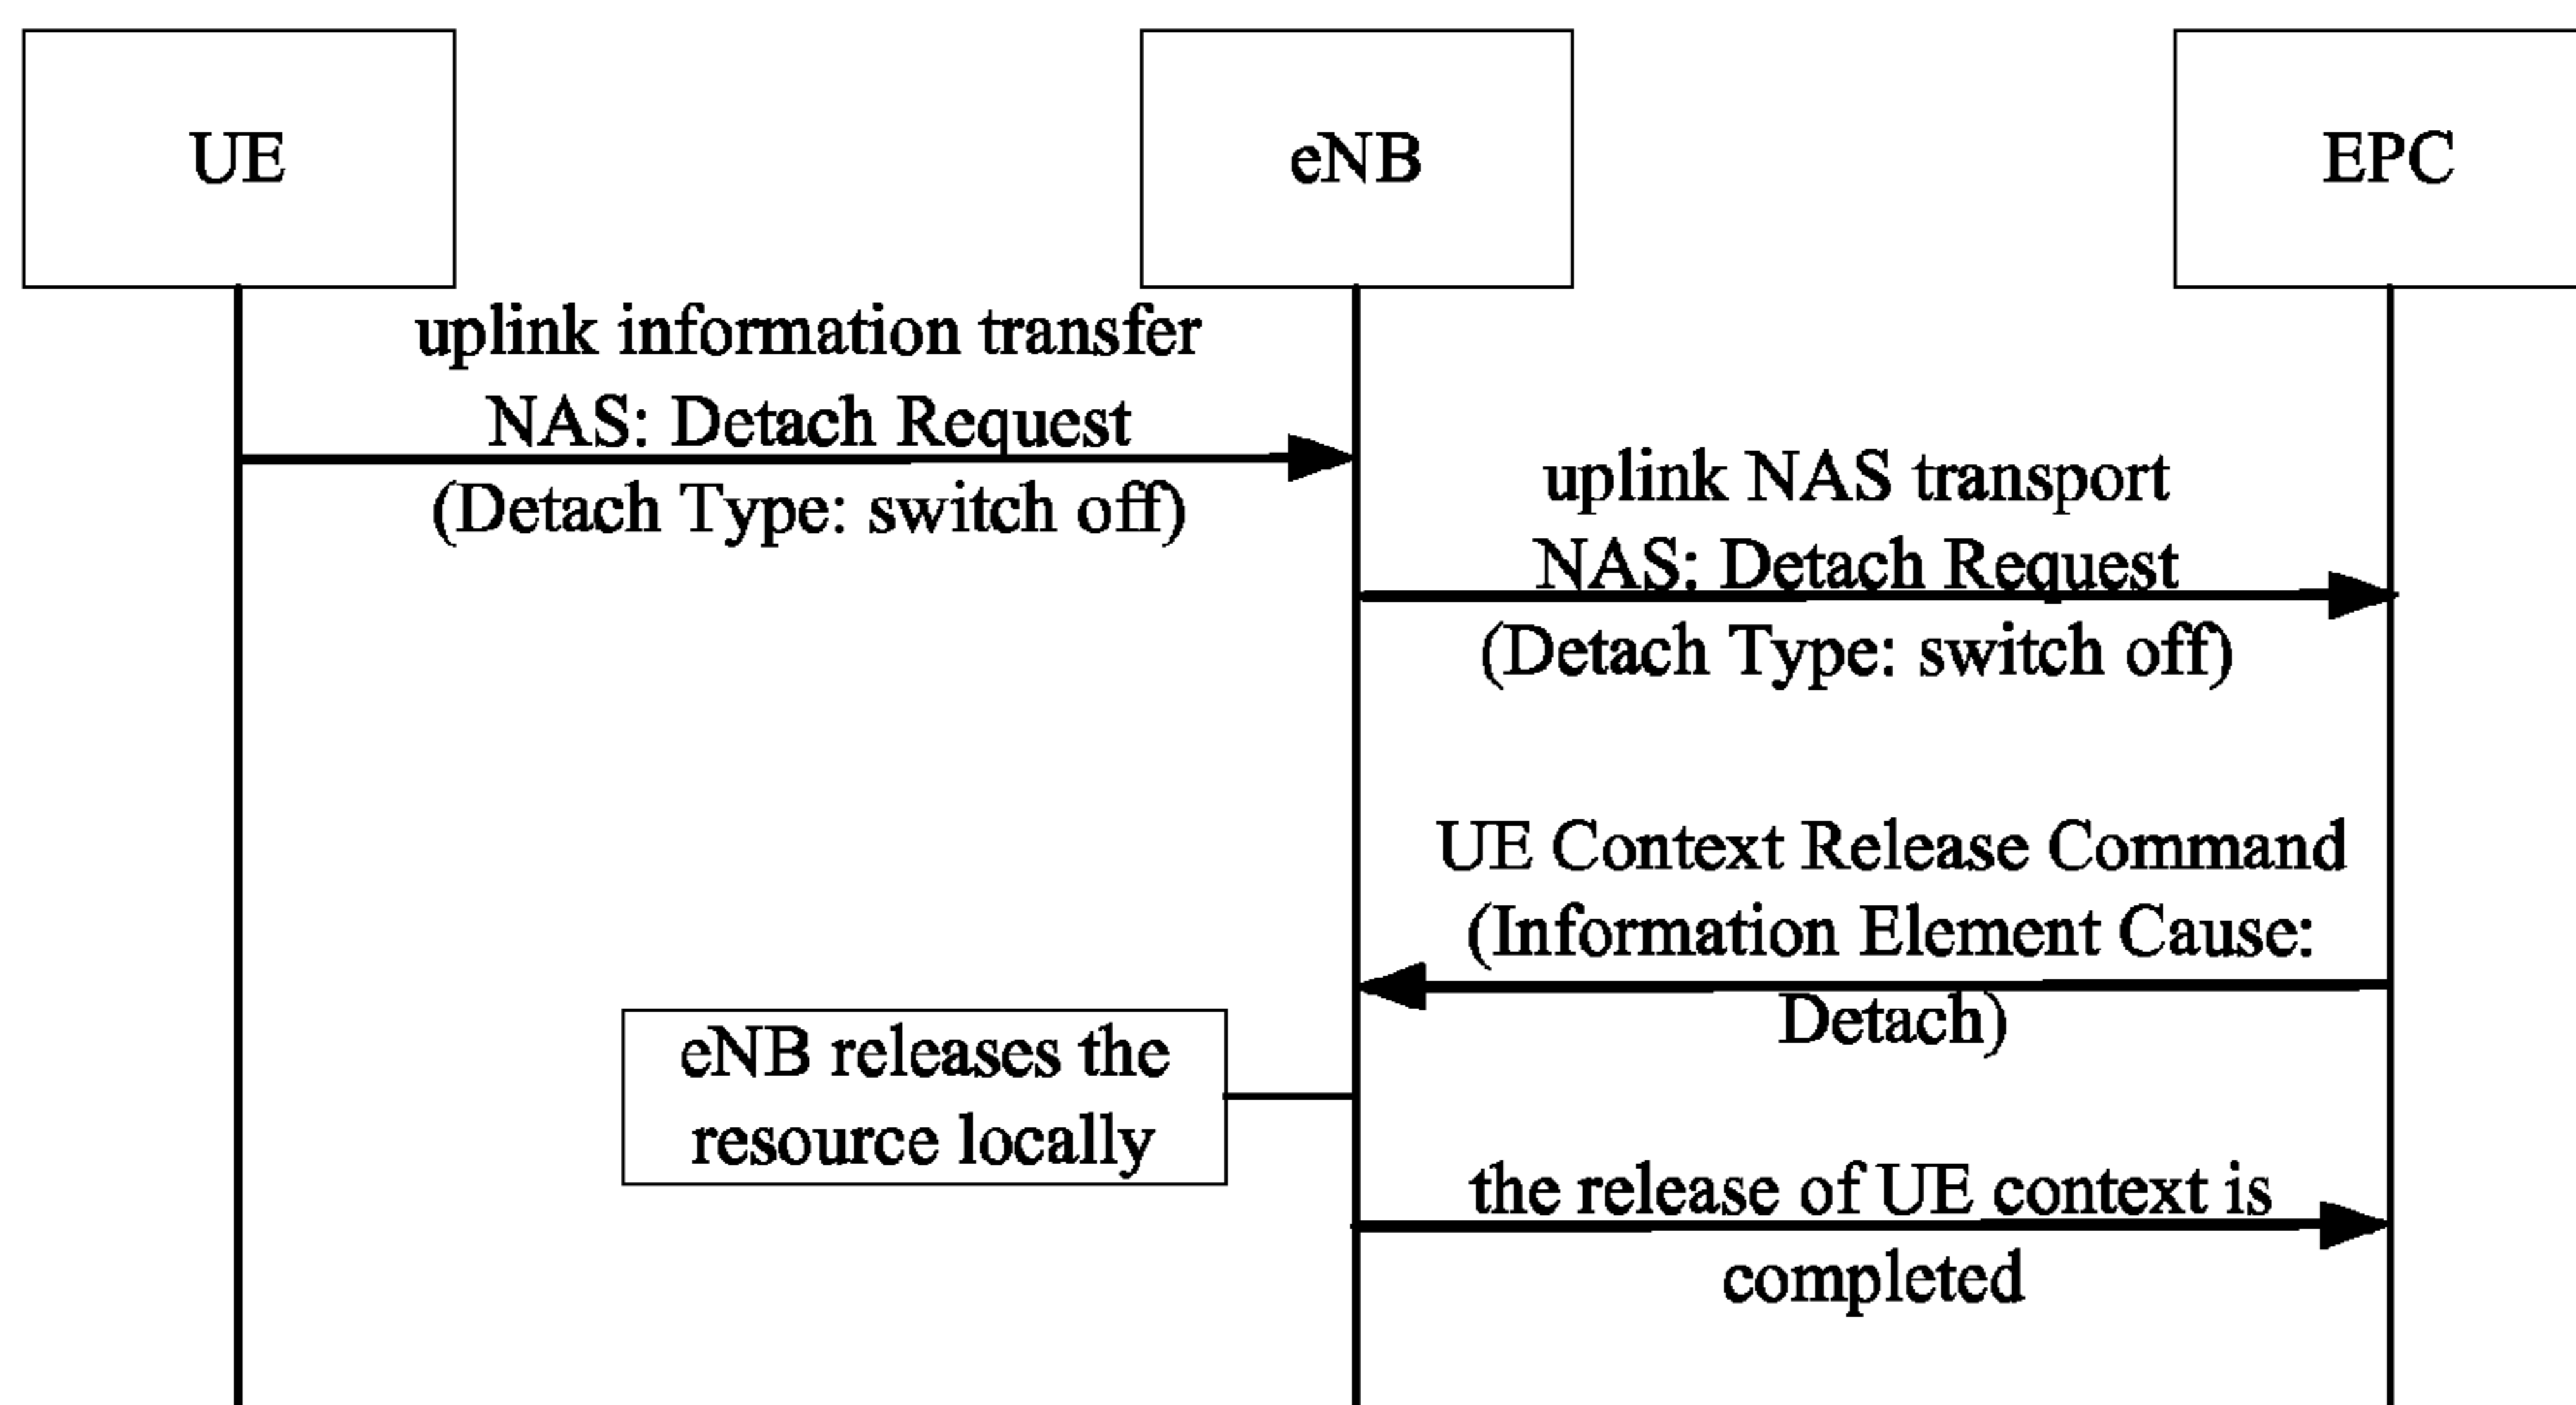 UE
eNB
EPC
uplink information transfer
NAS: Detach Request
(Detach Type: switch off)
uplink NAS transport
NAS: Detach Request
(Detach Type: switch off)
UE Context Release Command
(Information Element Cause:
Detach)
eNB releases the
resource locally
the release of UE context is
completed